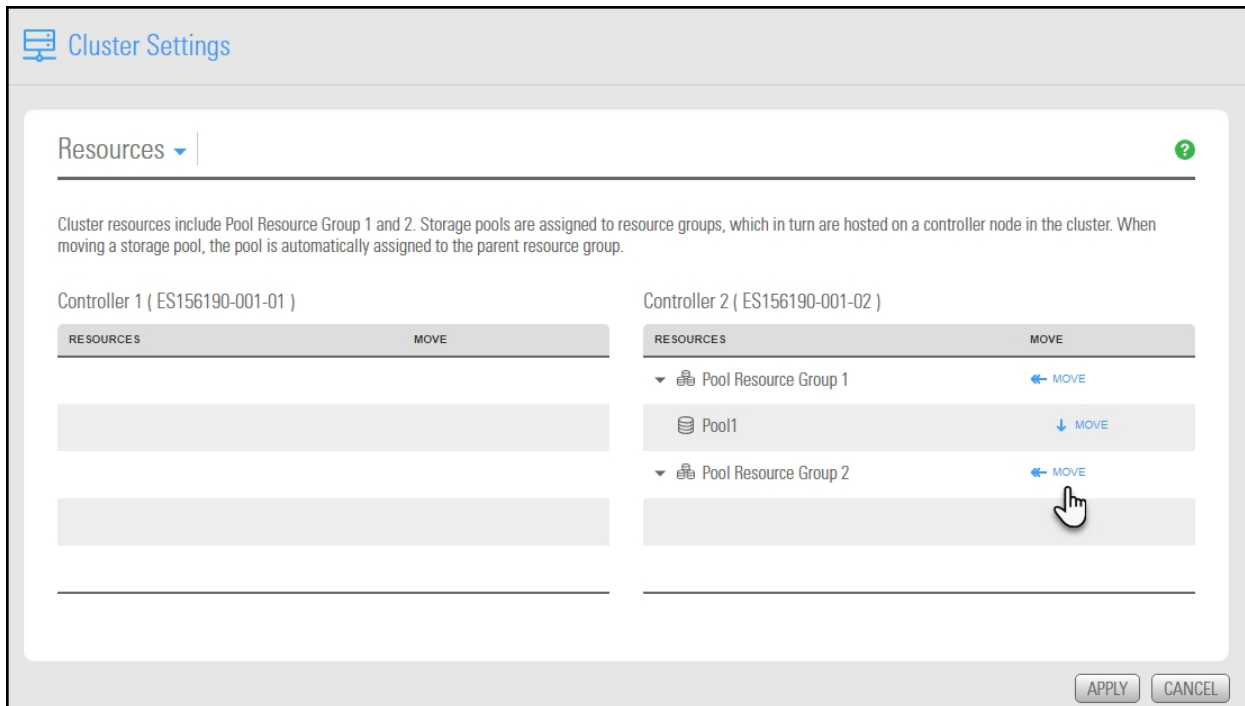 Cluster Settings
Resources
?
Cluster resources include Pool Resource Group 1 and 2. Storage pools are assigned to resource groups, which in turn are hosted on a controller node in the cluster. When
moving a storage pool, the pool is automatically assigned to the parent resource group.
Controller 1 ( ES156190-001-01 )
RESOURCES MOVE
Controller 2 ( ES156190-001-02 )
RESOURCES MOVE
Pool Resource Group 1 MOVE
Pool1 MOVE
Pool Resource Group 2 MOVE
APPLY CANCEL